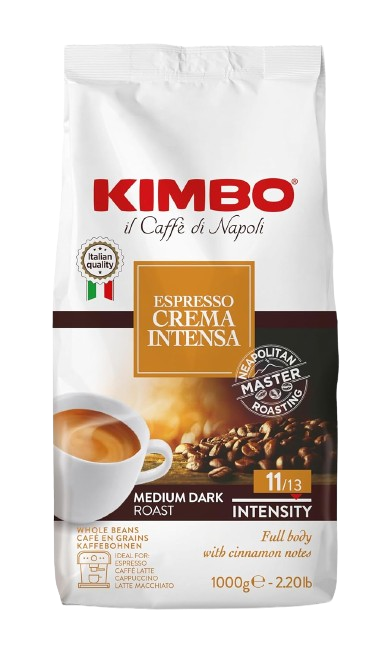 KIMBO®
il Caffè di Napoli
Italian
quality
ESPRESSO
CREMA
INTENSA
NEAPOLITAN
MASTER
ROASTING
11/13
MEDIUM DARK
ROAST
INTENSITY
WHOLE BEANS
CAFÉ EN GRAINS
KAFFEEBOHNEN
IDEAL FOR:
ESPRESSO
CAFFÈ LATTE
CAPPUCCINO
LATTE MACCHIATO
Full body
with cinnamon notes
1000g℮ - 2.20lb